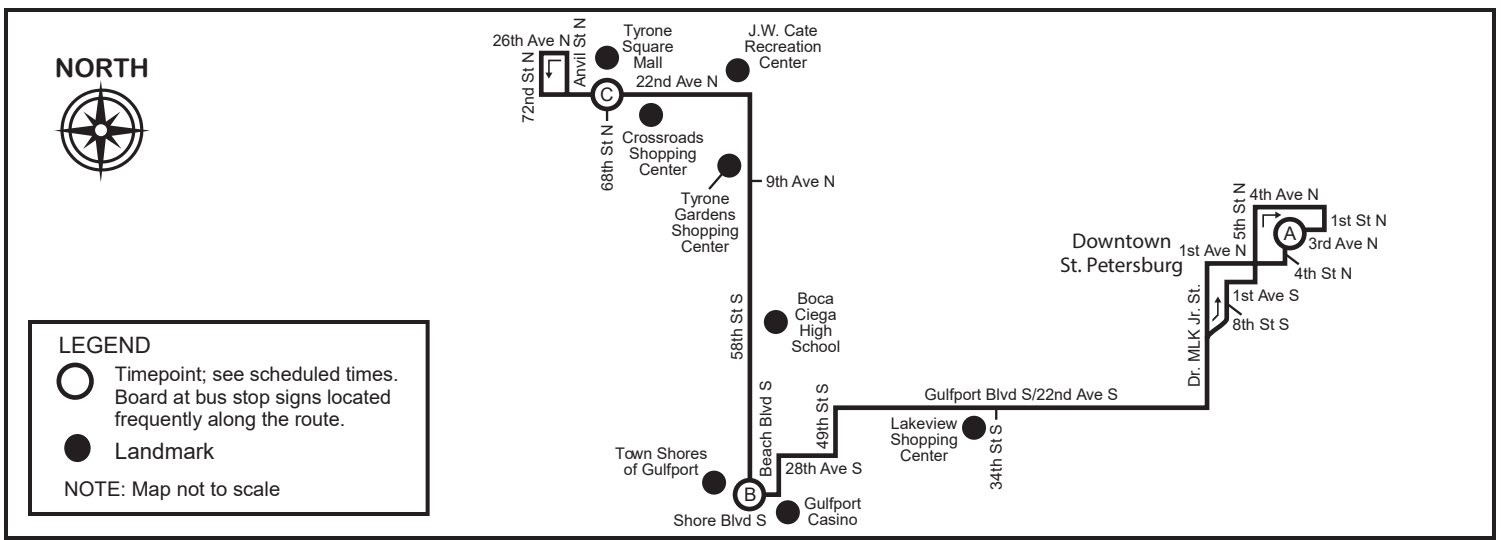 NORTH
26th Ave N
72nd St N
Anvil St N
Tyrone
Square
Mall
J.W. Cate
Recreation
Center
22nd Ave N
C
68th St N
Crossroads
Shopping
Center
9th Ave N
Tyrone
Gardens
Shopping
Center
Downtown
St. Petersburg
5th St N
4th Ave N
1st St N
A
3rd Ave N
1st Ave N
4th St N
1st Ave S
8th St S
Dr. MLK Jr. St.
58th St S
Boca
Ciega
High
School
Beach Blvd S
49th St S
Gulfport Blvd S/22nd Ave S
Lakeview
Shopping
Center
34th St S
Town Shores
of Gulfport
28th Ave S
B
Shore Blvd S
Gulfport
Casino
LEGEND
Timepoint; see scheduled times.
Board at bus stop signs located
frequently along the route.
Landmark
NOTE: Map not to scale